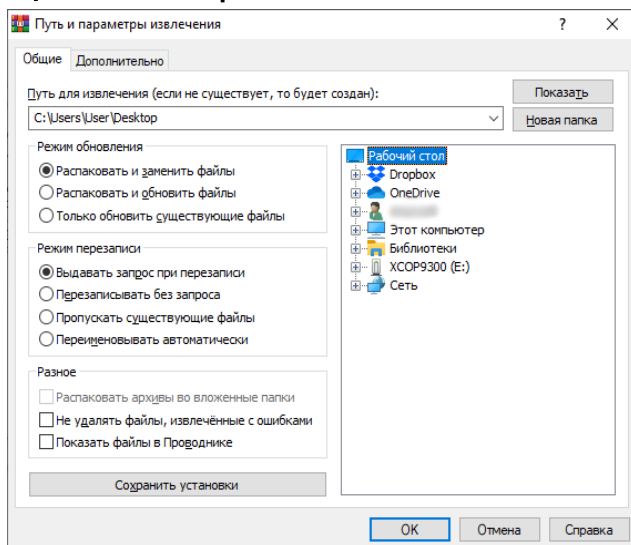 Путь и параметры извлечения
Общие Дополнительно
Путь для извлечения (если не существует, то будет создан): Показать
C:\Users\User\Desktop Новая папка
Режим обновления
Распаковать и заменить файлы
Распаковать и обновить файлы
Только обновить существующие файлы
Режим перезаписи
Выдавать запрос при перезаписи
Перезаписывать без запроса
Пропускать существующие файлы
Переименовывать автоматически
Разное
Распаковать архивы во вложенные папки
Не удалять файлы, извлечённые с ошибками
Показать файлы в Проводнике
Сохранить установки
Рабочий стол
Dropbox
OneDrive
Этот компьютер
Библиотеки
XCOP9300 (E:)
Сеть
OK Отмена Справка